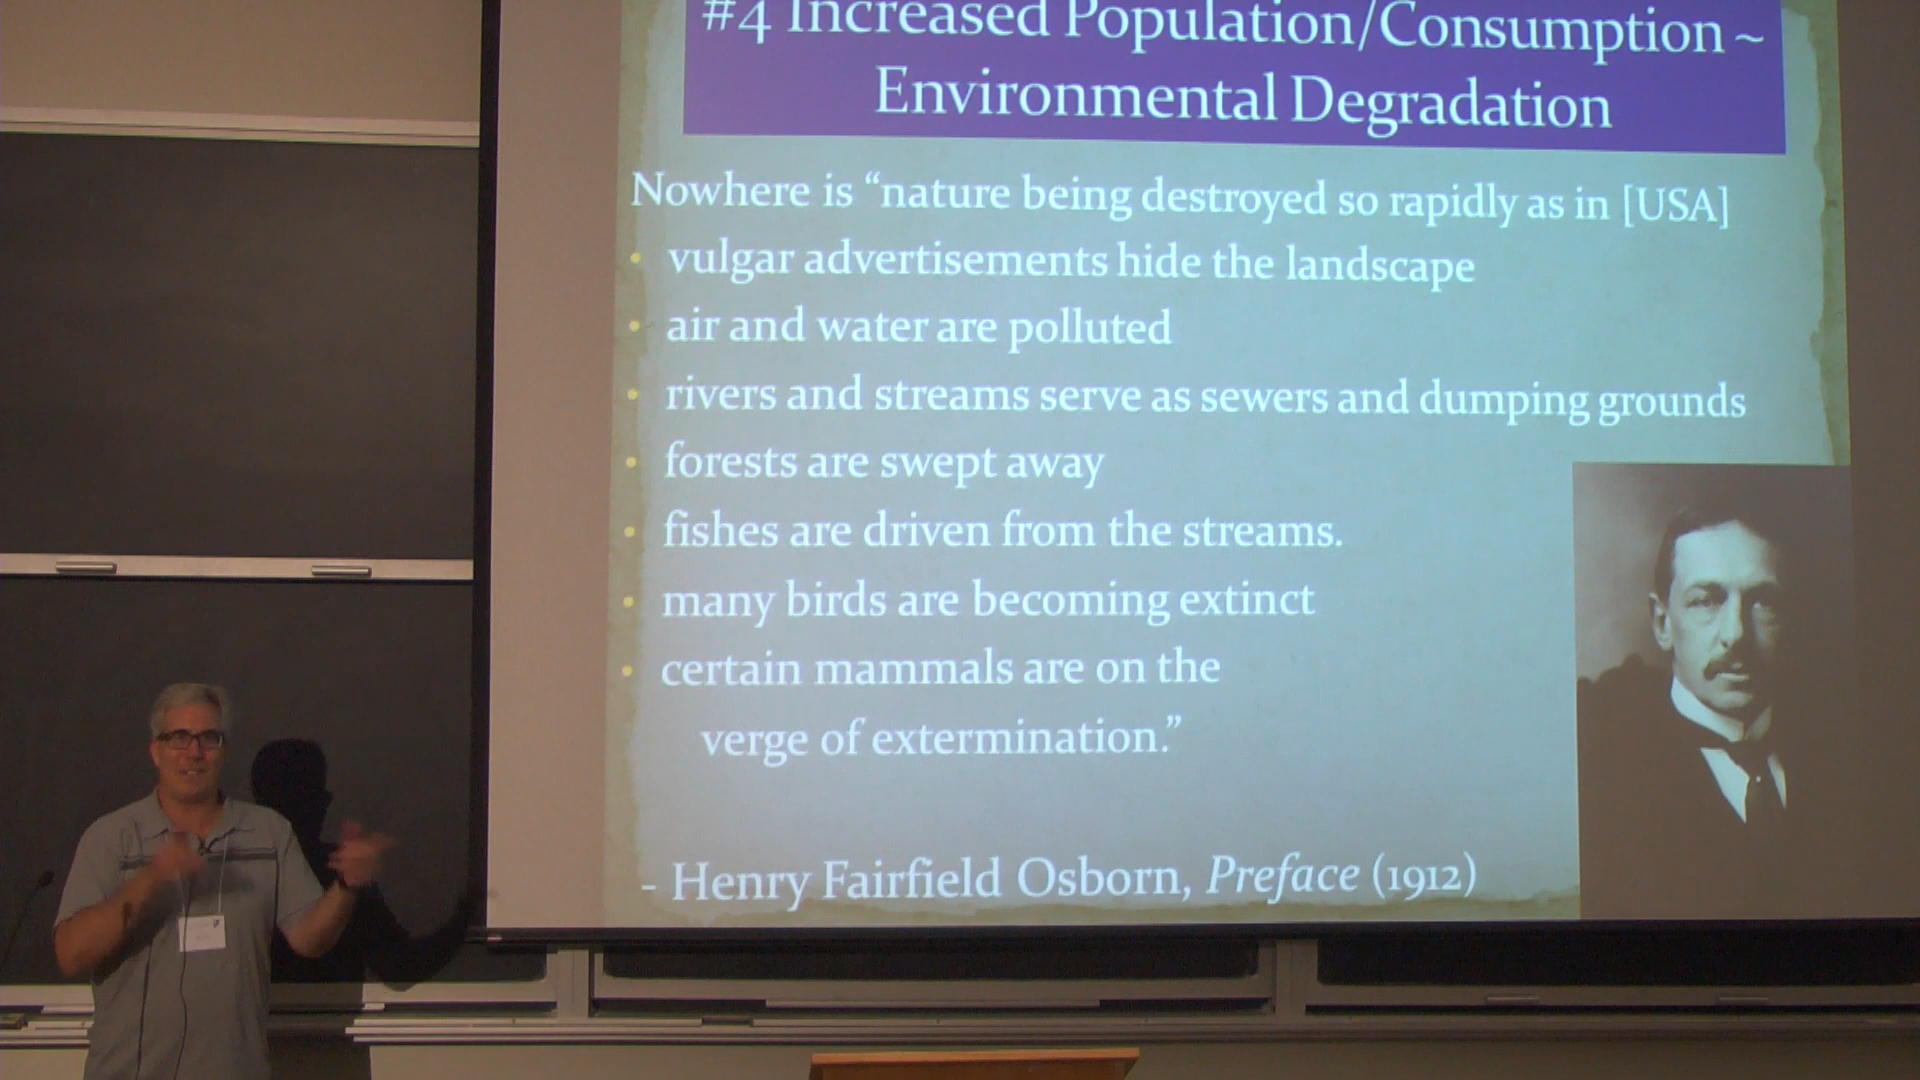 #4 Increased Population/Consumption ~
Environmental Degradation
Nowhere is “nature being destroyed so rapidly as in [USA]
• vulgar advertisements hide the landscape
• air and water are polluted
• rivers and streams serve as sewers and dumping grounds
• forests are swept away
• fishes are driven from the streams.
• many birds are becoming extinct
• certain mammals are on the
verge of extermination.”
- Henry Fairfield Osborn, Preface (1912)